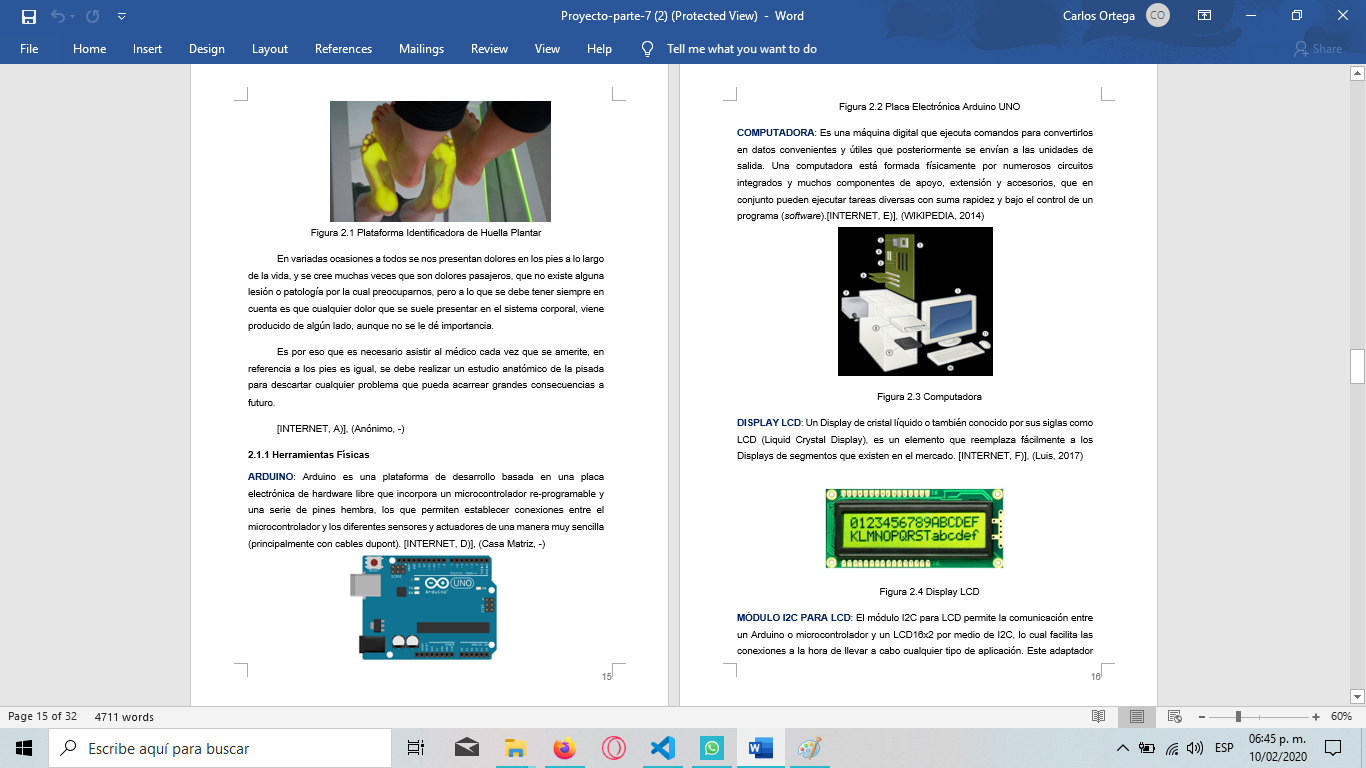 Proyecto-parte-7 (2) (Protected View) - Word
Carlos Ortega
CO
File
Home
Insert
Design
Layout
References
Mailings
Review
View
Help
Tell me what you want to do
Share
Figura 2.1 Plataforma Identificadora de Huella Plantar
En variadas ocasiones a todos se nos presentan dolores en los pies a lo largo
de la vida, y se cree muchas veces que son dolores pasajeros, que no existe alguna
lesión o patología por la cual preocuparnos, pero a lo que se debe tener siempre en
cuenta es que cualquier dolor que se suele presentar en el sistema corporal, viene
producido de algún lado, aunque no se le dé importancia.
Es por eso que es necesario asistir al médico cada vez que se amerite, en
referencia a los pies es igual, se debe realizar un estudio anatómico de la pisada
para descartar cualquier problema que pueda acarrear grandes consecuencias a
futuro.
[INTERNET, A)], (Anónimo, -)
2.1.1 Herramientas Físicas
ARDUINO: Arduino es una plataforma de desarrollo basada en una placa
electrónica de hardware libre que incorpora un microcontrolador re-programable y
una serie de pines hembra, los que permiten establecer conexiones entre el
microcontrolador y los diferentes sensores y actuadores de una manera muy sencilla
(principalmente con cables dupont). [INTERNET, D)], (Casa Matriz, -)
UNO
15
Figura 2.2 Placa Electrónica Arduino UNO
COMPUTADORA: Es una máquina digital que ejecuta comandos para convertirlos
en datos convenientes y útiles que posteriormente se envían a las unidades de
salida. Una computadora está formada físicamente por numerosos circuitos
integrados y muchos componentes de apoyo, extensión y accesorios, que en
conjunto pueden ejecutar tareas diversas con suma rapidez y bajo el control de un
programa (software).[INTERNET, E)], (WIKIPEDIA, 2014)
Figura 2.3 Computadora
DISPLAY LCD: Un Display de cristal líquido o también conocido por sus siglas como
LCD (Liquid Crystal Display), es un elemento que reemplaza fácilmente a los
Displays de segmentos que existen en el mercado. [INTERNET, F)], (Luis, 2017)
0123456789ABCDEF
KLMNOPQRSTabcdef
Figura 2.4 Display LCD
MÓDULO I2C PARA LCD: El módulo I2C para LCD permite la comunicación entre
un Arduino o microcontrolador y un LCD16x2 por medio de I2C, lo cual facilita las
conexiones a la hora de llevar a cabo cualquier tipo de aplicación. Este adaptador
16
Page 15 of 32
4711 words
60%
Escribe aquí para buscar
ESP
06:45 p. m.
10/02/2020